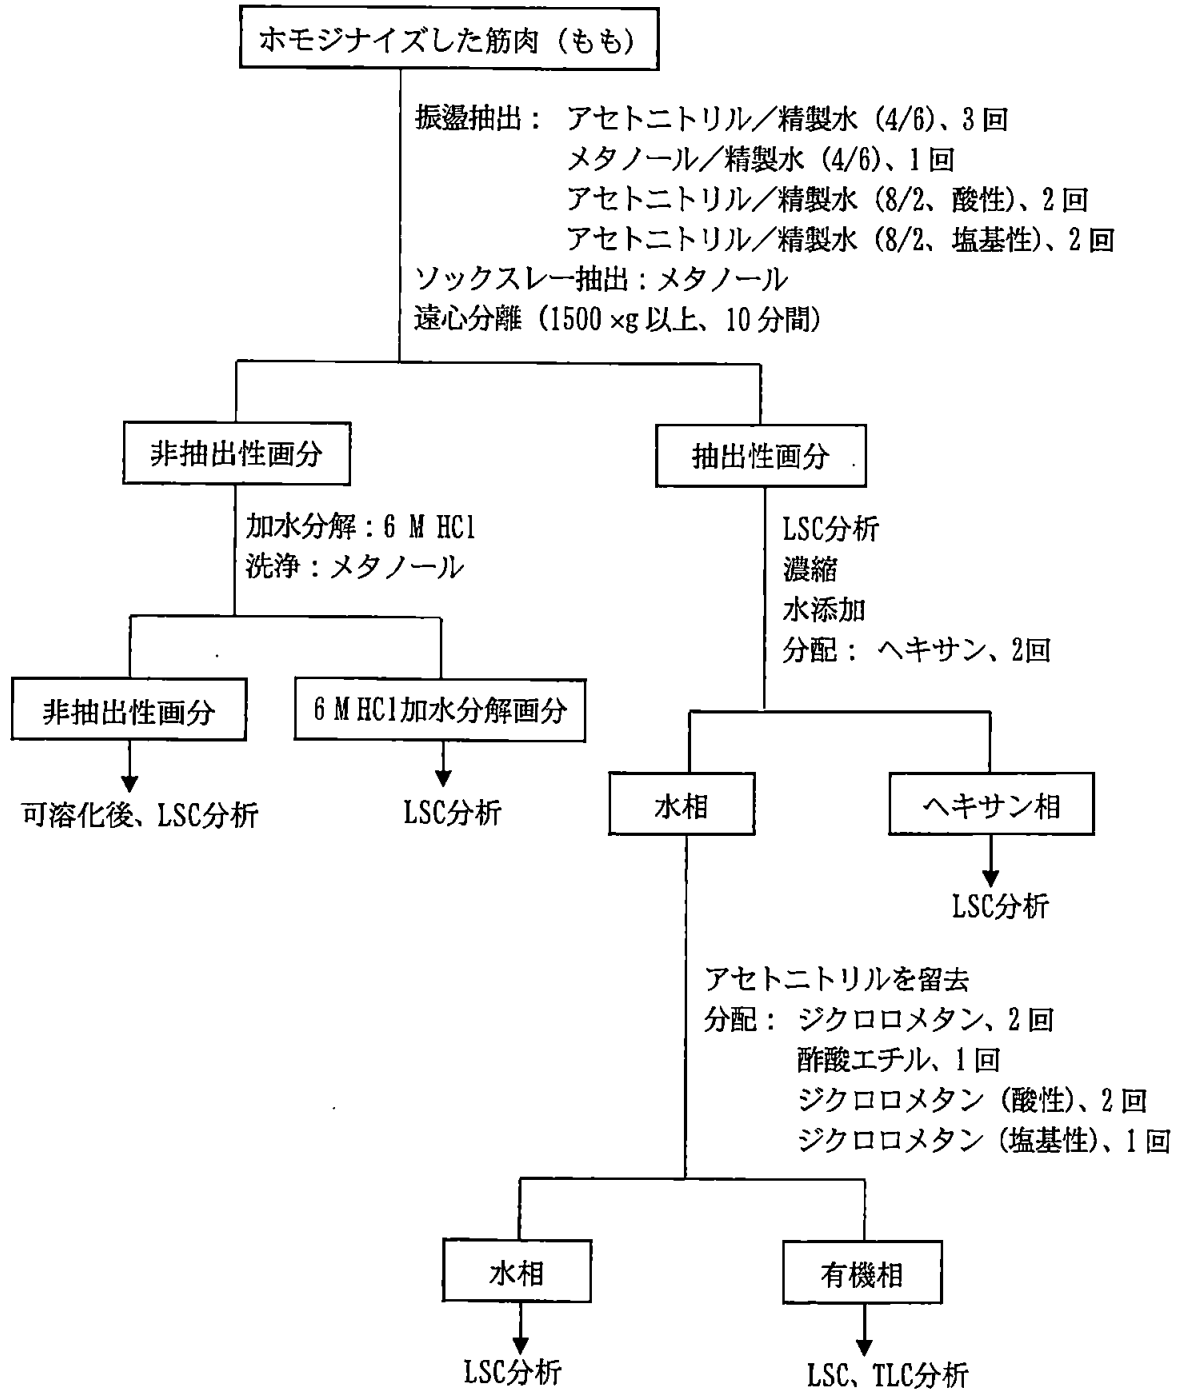 ホモジナイズした筋肉 (もも)
振盪抽出： アセトニトリル／精製水 (4/6)、3回
メタノール／精製水 (4/6)、1回
アセトニトリル／精製水 (8/2、酸性)、2回
アセトニトリル／精製水 (8/2、塩基性)、2回
ソックスレー抽出：メタノール
遠心分離 (1500 ×g 以上、10 分間)
非抽出性画分
抽出性画分
加水分解：6 M HCl
洗浄：メタノール
LSC分析
濃縮
水添加
分配： ヘキサン、2回
非抽出性画分
6 M HCl加水分解画分
可溶化後、LSC分析
LSC分析
水相
ヘキサン相
LSC分析
アセトニトリルを留去
分配： ジクロロメタン、2回
酢酸エチル、1回
ジクロロメタン (酸性)、2回
ジクロロメタン (塩基性)、1回
水相
有機相
LSC分析
LSC、TLC分析